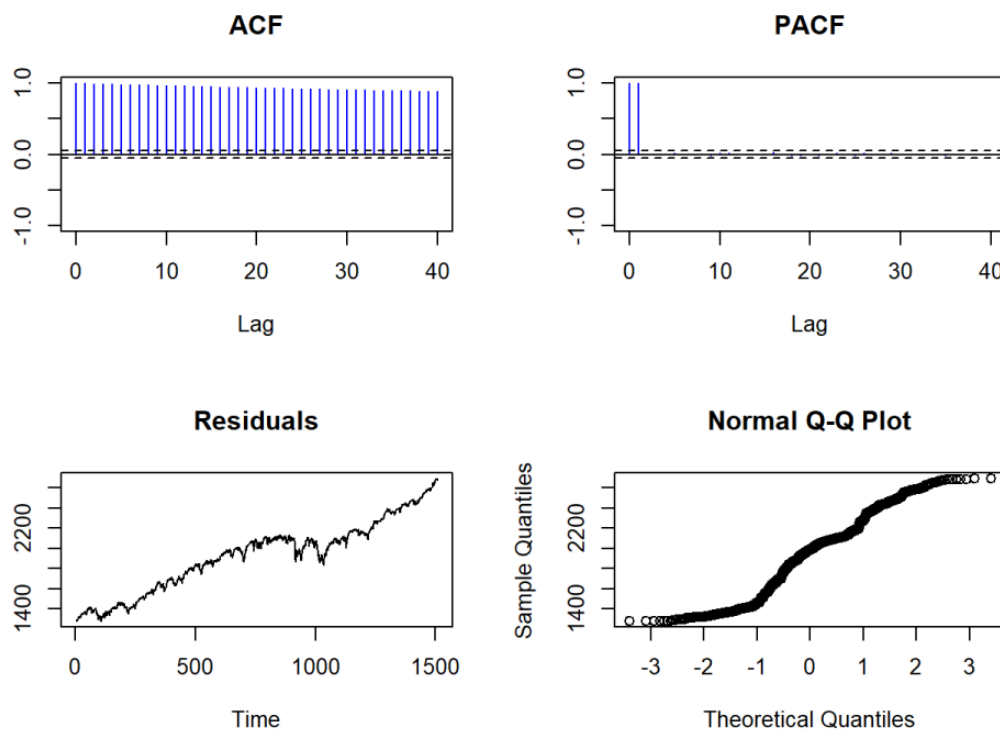 ACF
1.0
0.0
-1.0
0 10 20 30 40
Lag
PACF
1.0
0.0
-1.0
0 10 20 30 40
Lag
Residuals
2200
1400
0 500 1000 1500
Time
Normal Q-Q Plot
Sample Quantiles
2200
1400
-3 -2 -1 0 1 2 3
Theoretical Quantiles